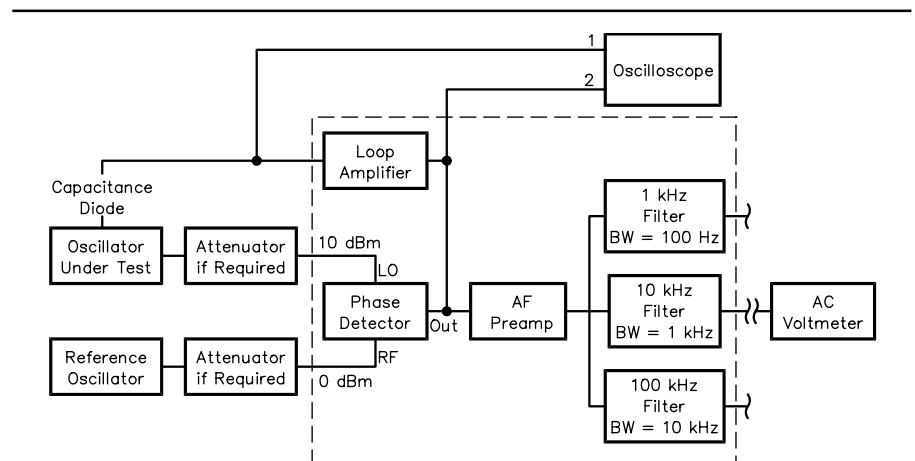 1
2
Oscilloscope
Loop
Amplifier
Capacitance
Diode
1 kHz
Filter
BW = 100 Hz
Oscillator
Under Test
Attenuator
if Required
10 dBm
LO
Phase
Detector
Out
AF
Preamp
10 kHz
Filter
BW = 1 kHz
AC
Voltmeter
Reference
Oscillator
Attenuator
if Required
RF
0 dBm
100 kHz
Filter
BW = 10 kHz